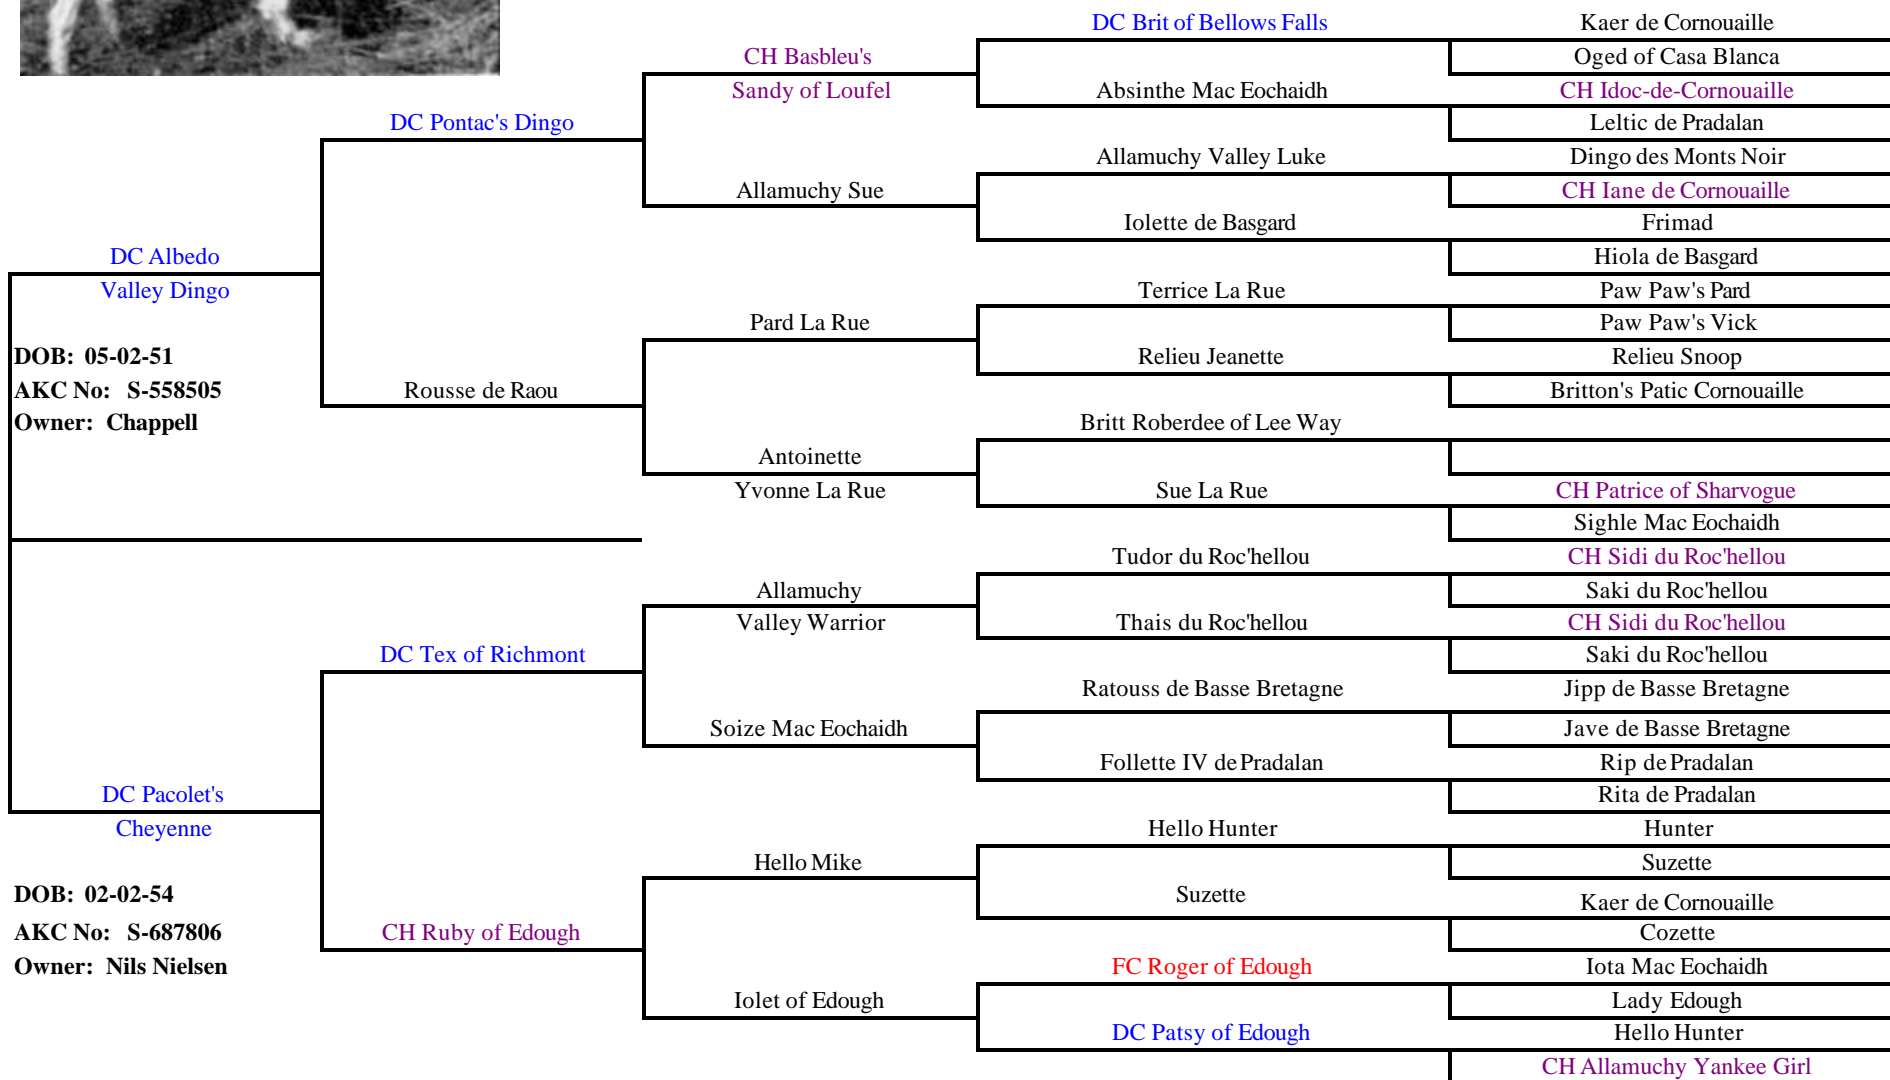 DC Brit of Bellows Falls
Kaer de Cornouaille
CH Basbleu's
Oged of Casa Blanca
Sandy of Loufel
Absinthe Mac Eochaidh
CH Idoc-de-Cornouaille
DC Pontac's Dingo
Leltic de Pradalan
Allamuchy Valley Luke
Dingo des Monts Noir
Allamuchy Sue
CH Iane de Cornouaille
Iolette de Basgard
Frimad
DC Albedo
Hiola de Basgard
Valley Dingo
Terrice La Rue
Paw Paw's Pard
Pard La Rue
Paw Paw's Vick
DOB: 05-02-51
Relieu Jeanette
Relieu Snoop
AKC No: S-558505
Rousse de Raou
Britton's Patic Cornouaille
Owner: Chappell
Britt Roberdee of Lee Way
Antoinette
Yvonne La Rue
Sue La Rue
CH Patrice of Sharvogue
Sighle Mac Eochaidh
Tudor du Roc'hellou
CH Sidi du Roc'hellou
Allamuchy
Saki du Roc'hellou
Valley Warrior
Thais du Roc'hellou
CH Sidi du Roc'hellou
DC Tex of Richmont
Saki du Roc'hellou
Ratouss de Basse Bretagne
Jipp de Basse Bretagne
Soize Mac Eochaidh
Jave de Basse Bretagne
Follette IV de Pradalan
Rip de Pradalan
DC Pacolet's
Rita de Pradalan
Cheyenne
Hello Hunter
Hunter
Hello Mike
Suzette
DOB: 02-02-54
Suzette
Kaer de Cornouaille
AKC No: S-687806
CH Ruby of Edough
Cozette
Owner: Nils Nielsen
FC Roger of Edough
Iota Mac Eochaidh
Iolet of Edough
Lady Edough
DC Patsy of Edough
Hello Hunter
CH Allamuchy Yankee Girl